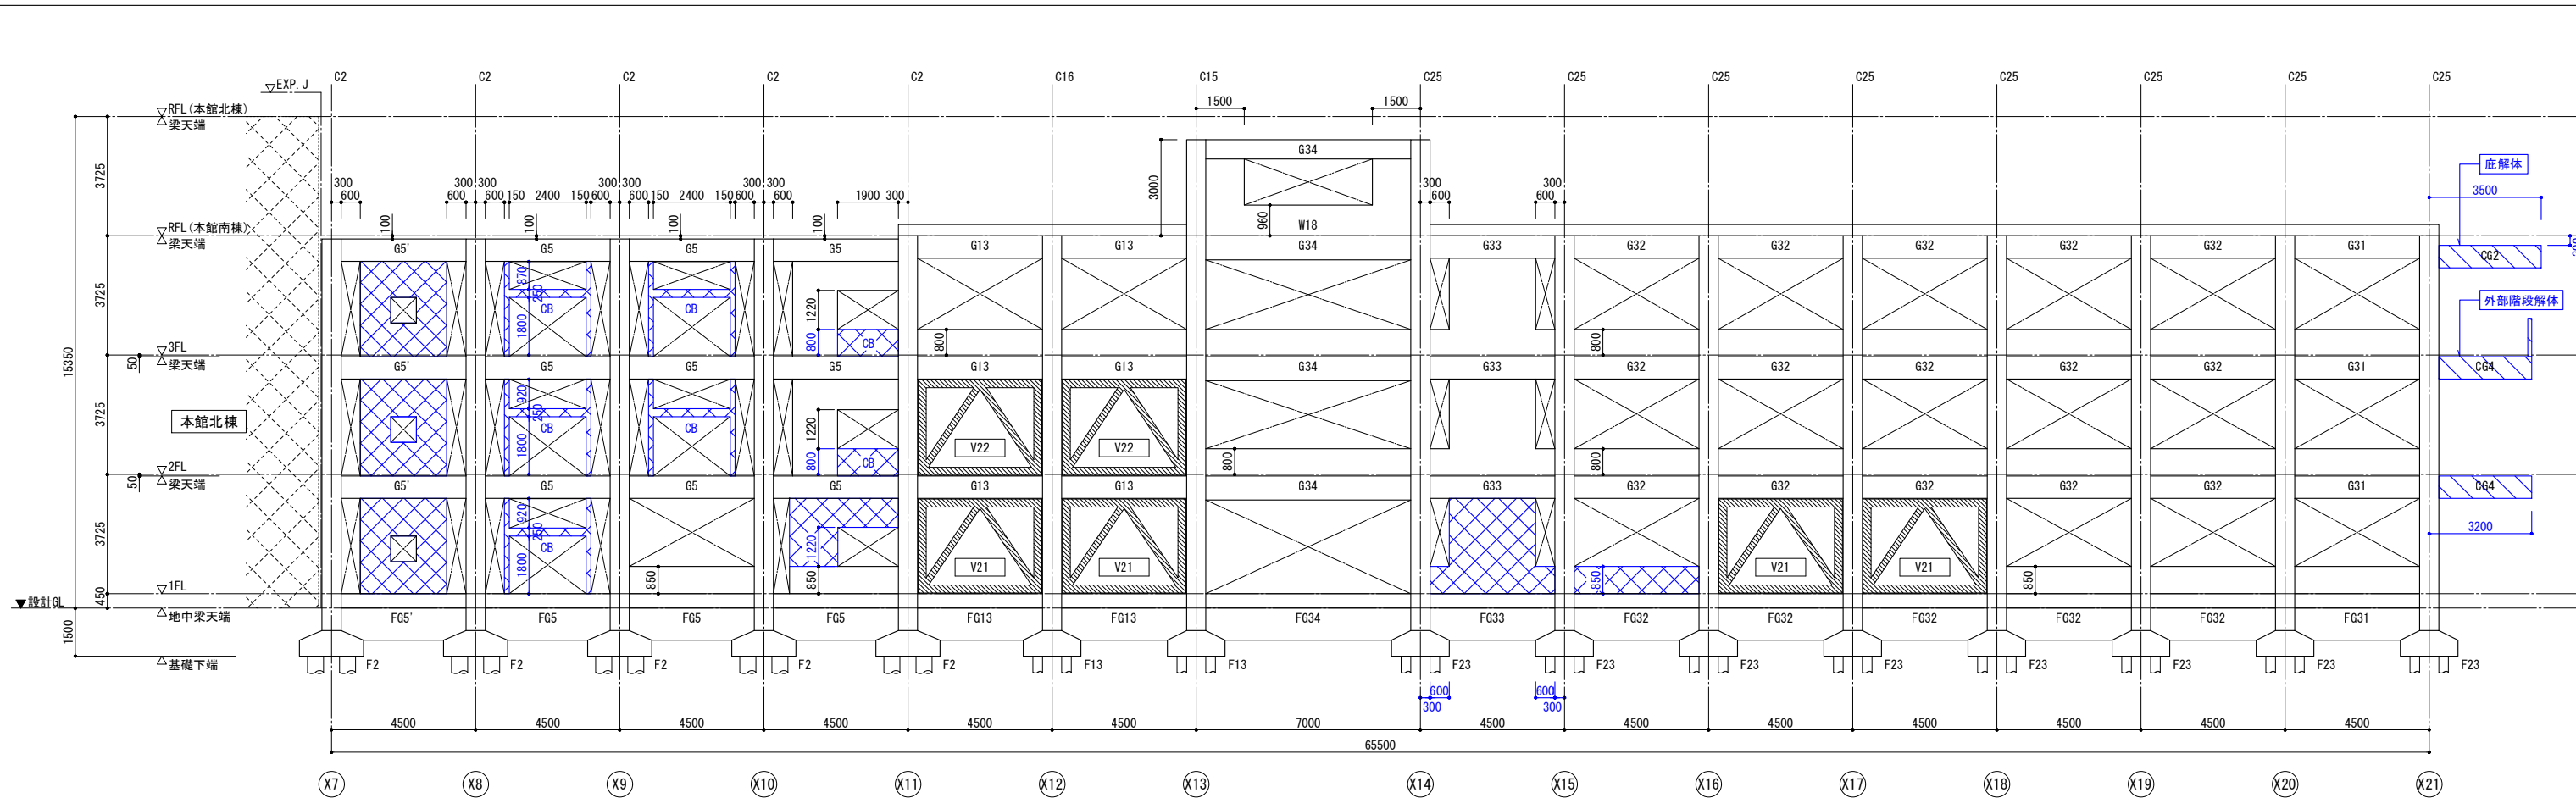 C2 C2 C2 C2 C2 C16 C15 C25 C25 C25 C25 C25 C25 C25 C25
▽EXP.J
RFL(本館北棟)
梁天端
1500 1500
G34
庇解体
3725
3000
300 300 300 300 300 300 300 300 300
600 600 600 150 2400 150 600 600 150 2400 150 600 600 1900 300 600 600
3500
100 100 100 100
960
RFL(本館南棟)
梁天端
W18
G5' G5 G5 G5 G13 G13 G34 G33 G32 G32 G32 G32 G32 G31
CG2
870
250
CB CB
1800
1220
3725
外部階段解体
800 CB 800 800
3FL
50
梁天端
15350
G5' G5 G5 G5 G13 G13 G34 G33 G32 G32 G32 G32 G32 G31 CG4
920
250
CB CB
1800
1220
3725
本館北棟
V22 V22
800 CB 800 800
2FL
50
梁天端
G5' G5 G5 G5 G13 G13 G34 G33 G32 G32 G32 G32 G32 G31 CG4
920
250
CB
1800
1220
3725
3200
V21 V21 V21 V21
850 850 850 850
1FL
450
▼設計GL
地中梁天端
FG5' FG5 FG5 FG5 FG13 FG13 FG34 FG33 FG32 FG32 FG32 FG32 FG32 FG31
1500
基礎下端
F2 F2 F2 F2 F2 F13 F13 F23 F23 F23 F23 F23 F23 F23 F23
600 600
300 300
4500 4500 4500 4500 4500 4500 7000 4500 4500 4500 4500 4500 4500 4500
65500
X7 X8 X9 X10 X11 X12 X13 X14 X15 X16 X17 X18 X19 X20 X21